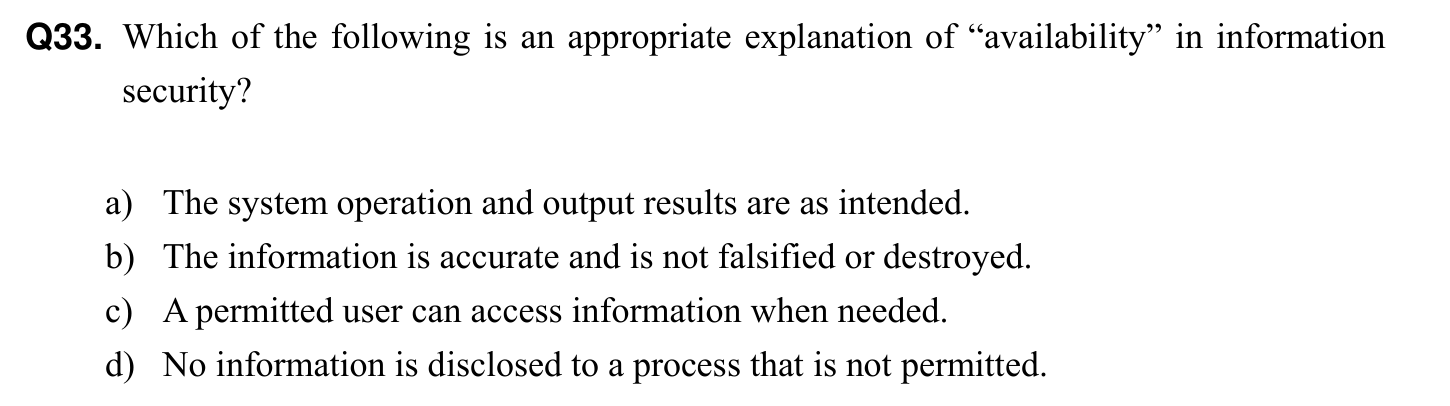 Q33. Which of the following is an appropriate explanation of “availability” in information
security?
a) The system operation and output results are as intended.
b) The information is accurate and is not falsified or destroyed.
c) A permitted user can access information when needed.
d) No information is disclosed to a process that is not permitted.